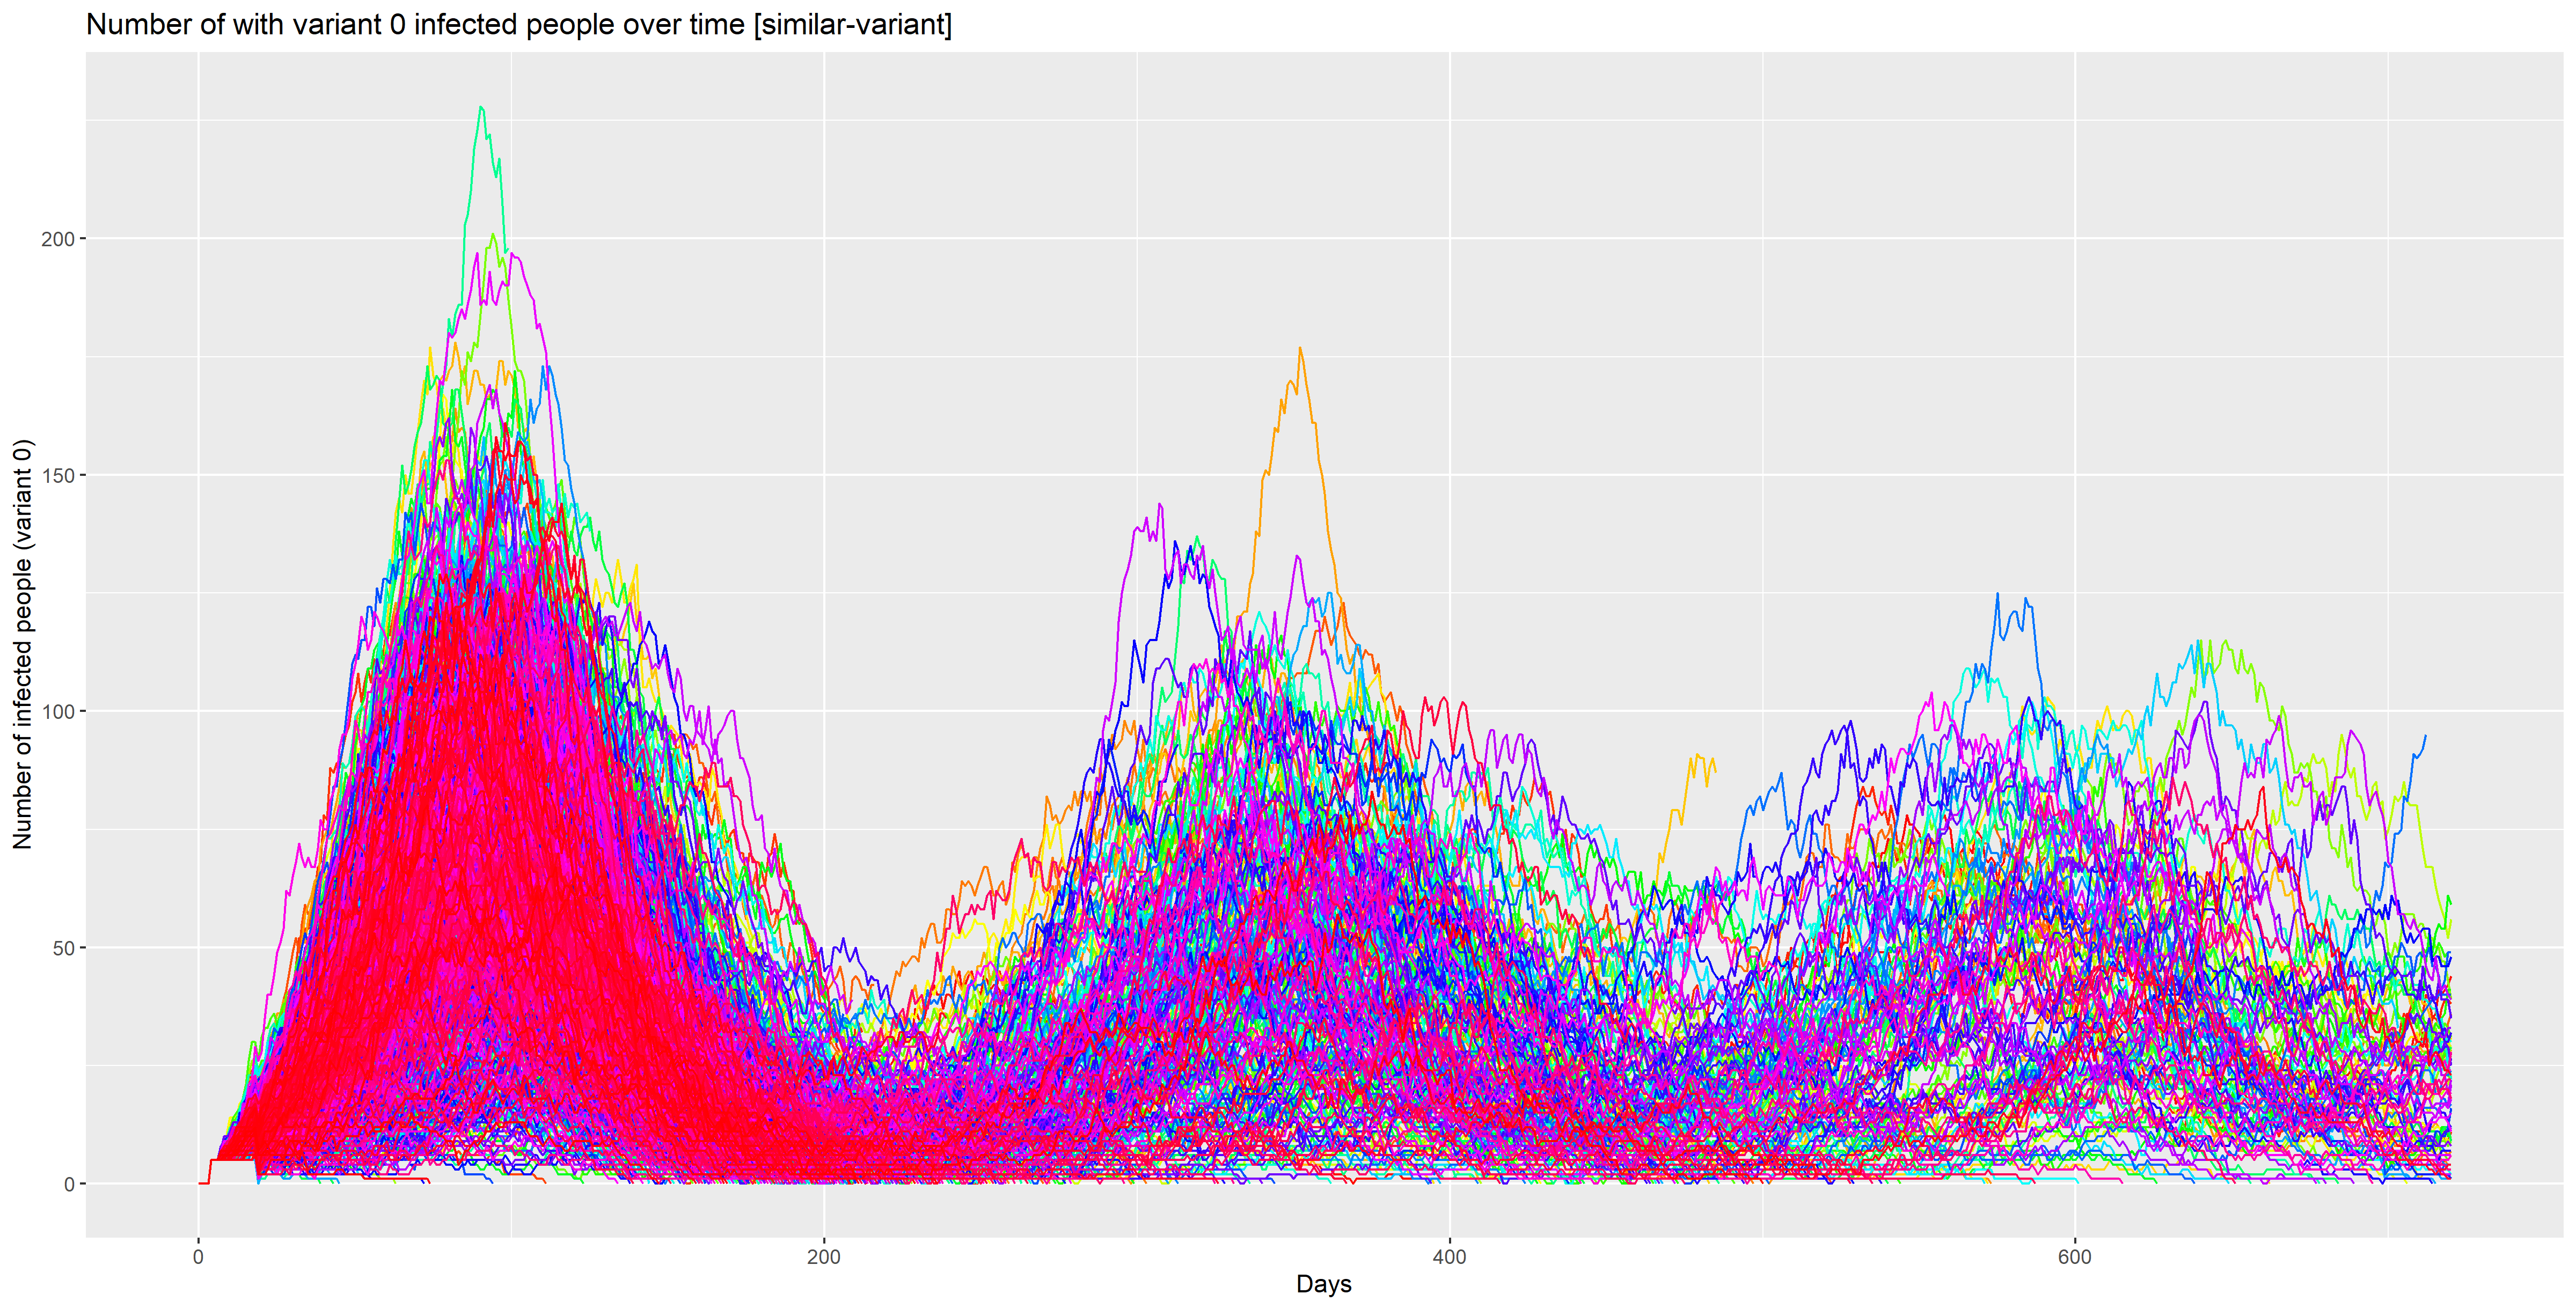 Number of with variant 0 infected people over time [similar-variant]
Number of infected people (variant 0)
200
150
100
50
0
0 200 400 600
Days